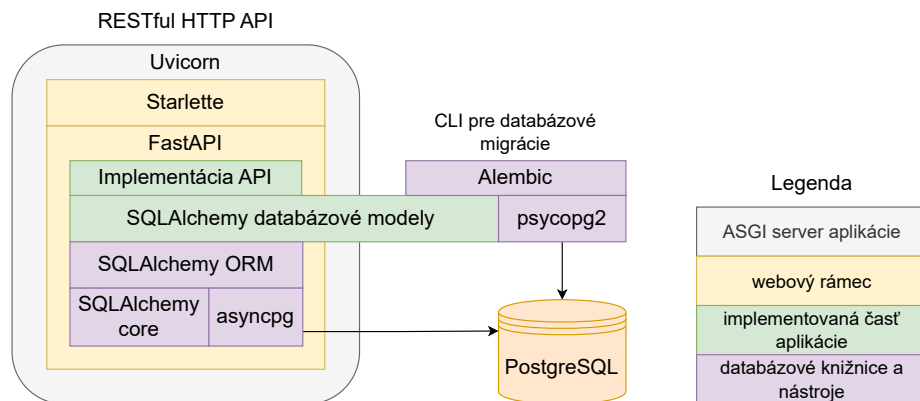 RESTful HTTP API
Uvicorn
Starlette
FastAPI
Implementácia API
SQLAlchemy databázové modely
SQLAlchemy ORM
SQLAlchemy
core
asyncpg
CLI pre databázové
migrácie
Alembic
psycopg2
PostgreSQL
Legenda
ASGI server aplikácie
webový rámec
implementovaná časť
aplikácie
databázové knižnice a
nástroje